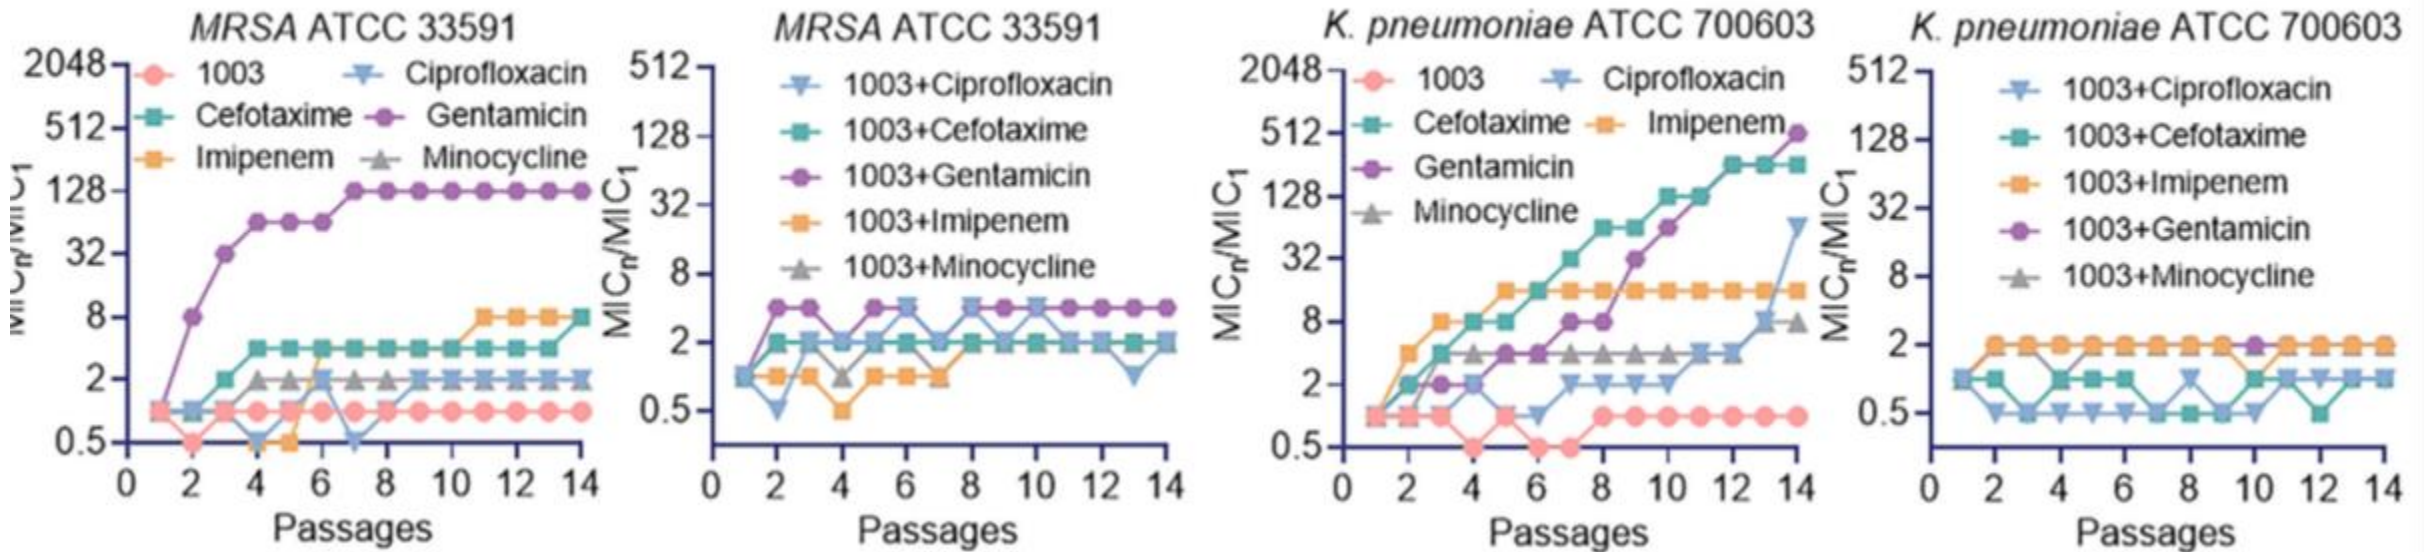 MRSA ATCC 33591
2048
512
128
32
8
2
0.5
MICn/MIC1
1003
Ciprofloxacin
Cefotaxime
Gentamicin
Imipenem
Minocycline
0 2 4 6 8 10 12 14
Passages
MRSA ATCC 33591
512
128
32
8
2
0.5
MICn/MIC1
1003+Ciprofloxacin
1003+Cefotaxime
1003+Gentamicin
1003+Imipenem
1003+Minocycline
0 2 4 6 8 10 12 14
Passages
K. pneumoniae ATCC 700603
2048
512
128
32
8
2
0.5
MICn/MIC1
1003
Ciprofloxacin
Cefotaxime
Imipenem
Gentamicin
Minocycline
0 2 4 6 8 10 12 14
Passages
K. pneumoniae ATCC 700603
512
128
32
8
2
0.5
MICn/MIC1
1003+Ciprofloxacin
1003+Cefotaxime
1003+Imipenem
1003+Gentamicin
1003+Minocycline
0 2 4 6 8 10 12 14
Passages